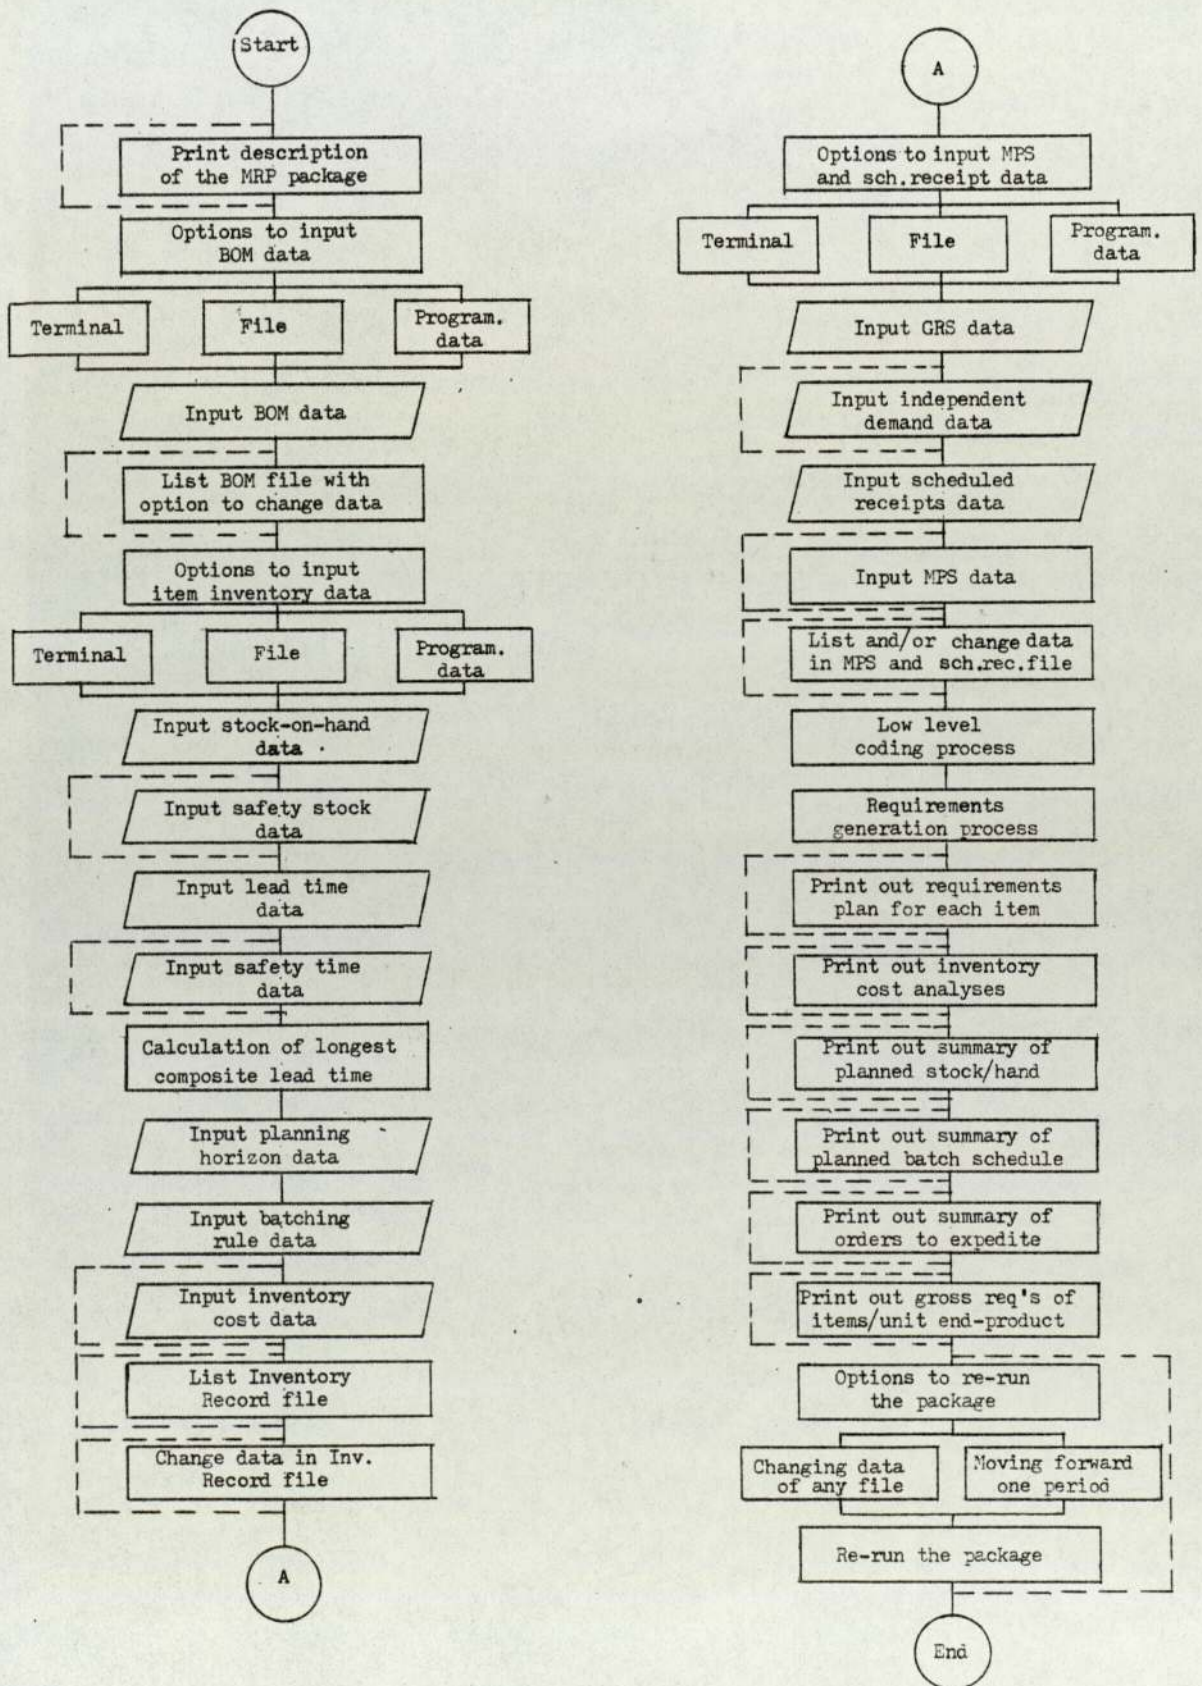 Start
Print description
of the MRP package
Options to input
BOM data
Terminal
File
Program.
data
Input BOM data
List BOM file with
option to change data
Options to input
item inventory data
Terminal
File
Program.
data
Input stock-on-hand
data
Input safety stock
data
Input lead time
data
Input safety time
data
Calculation of longest
composite lead time
Input planning
horizon data
Input batching
rule data
Input inventory
cost data
List Inventory
Record file
Change data in Inv.
Record file
A
A
Options to input MPS
and sch.receipt data
Terminal
File
Program.
data
Input GRS data
Input independent
demand data
Input scheduled
receipts data
Input MPS data
List and/or change data
in MPS and sch.rec.file
Low level
coding process
Requirements
generation process
Print out requirements
plan for each item
Print out inventory
cost analyses
Print out summary of
planned stock/hand
Print out summary of
planned batch schedule
Print out summary of
orders to expedite
Print out gross req's of
items/unit end-product
Options to re-run
the package
Changing data
of any file
Moving forward
one period
Re-run the package
End